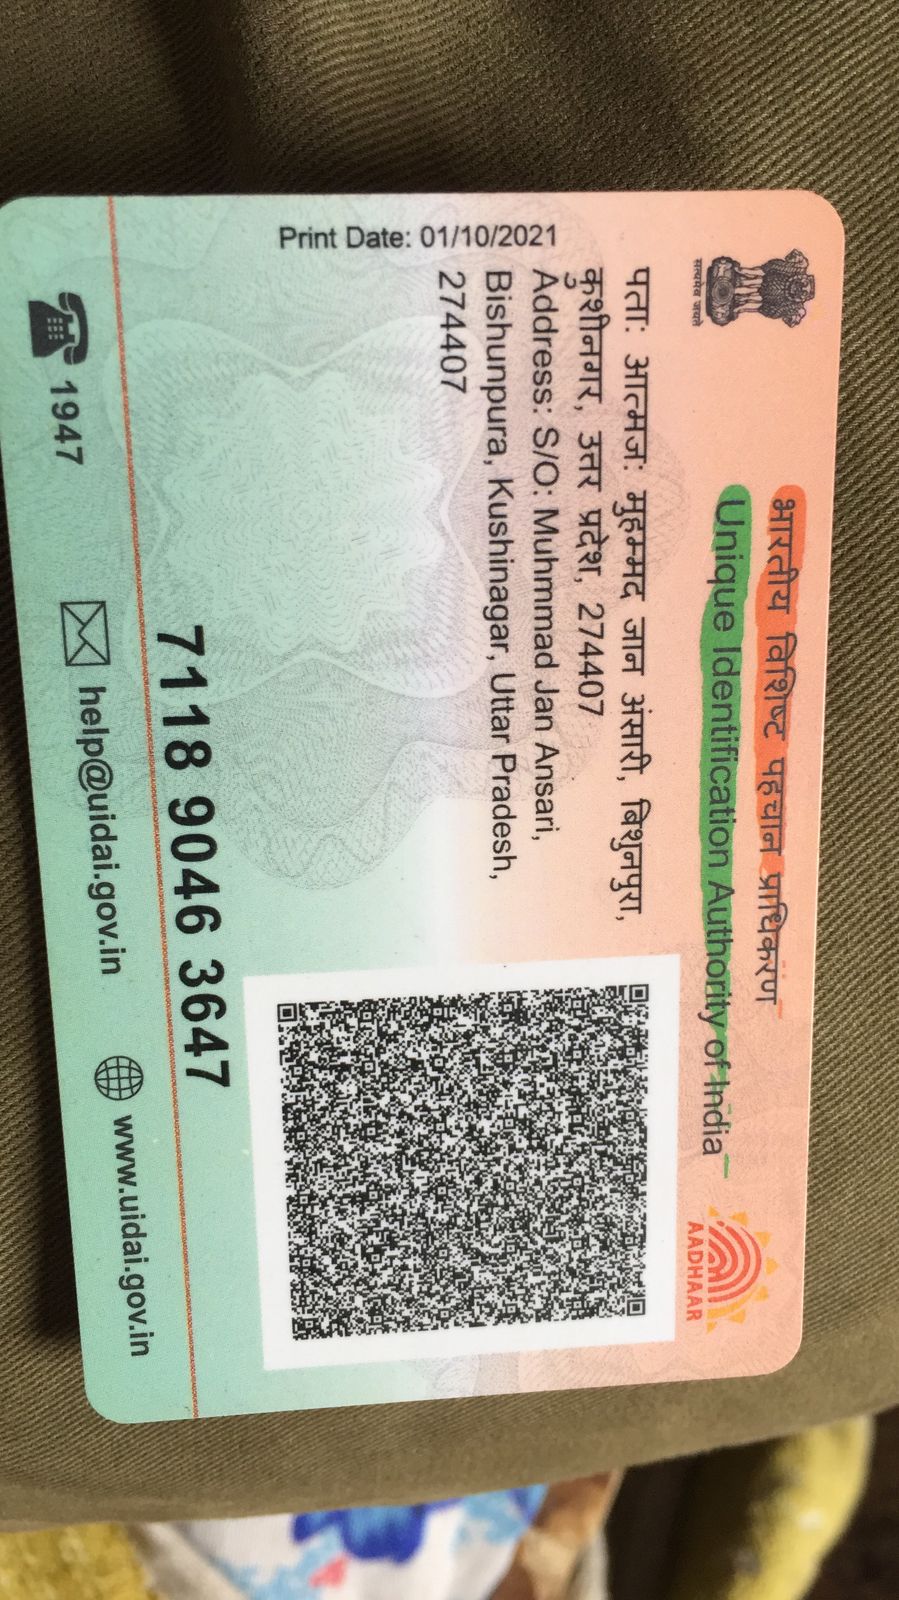 सत्यमेव जयते
भारतीय विशिष्ट पहचान प्राधिकरण
Unique Identification Authority of India
AADHAAR
Print Date: 01/10/2021
पता: आत्मज: मुहम्मद जान अंसारी, बिशुनपुरा,
कुशीनगर, उत्तर प्रदेश, 274407
Address: S/O: Muhmmad Jan Ansari,
Bishunpura, Kushinagar, Uttar Pradesh,
274407
7118 9046 3647
1947
help@uidai.gov.in
www.uidai.gov.in